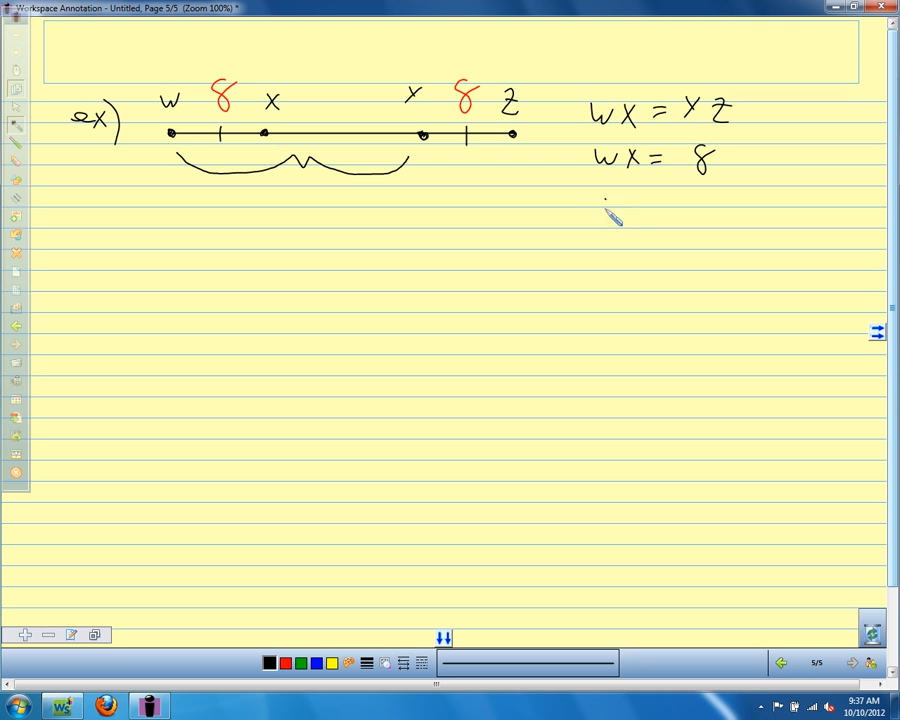 Workspace Annotation - Untitled, Page 5/5 (Zoom 100%) *
ex) W 8 X Y 8 Z
WX = YZ
WX = 8
5/5
9:37 AM
10/10/2012